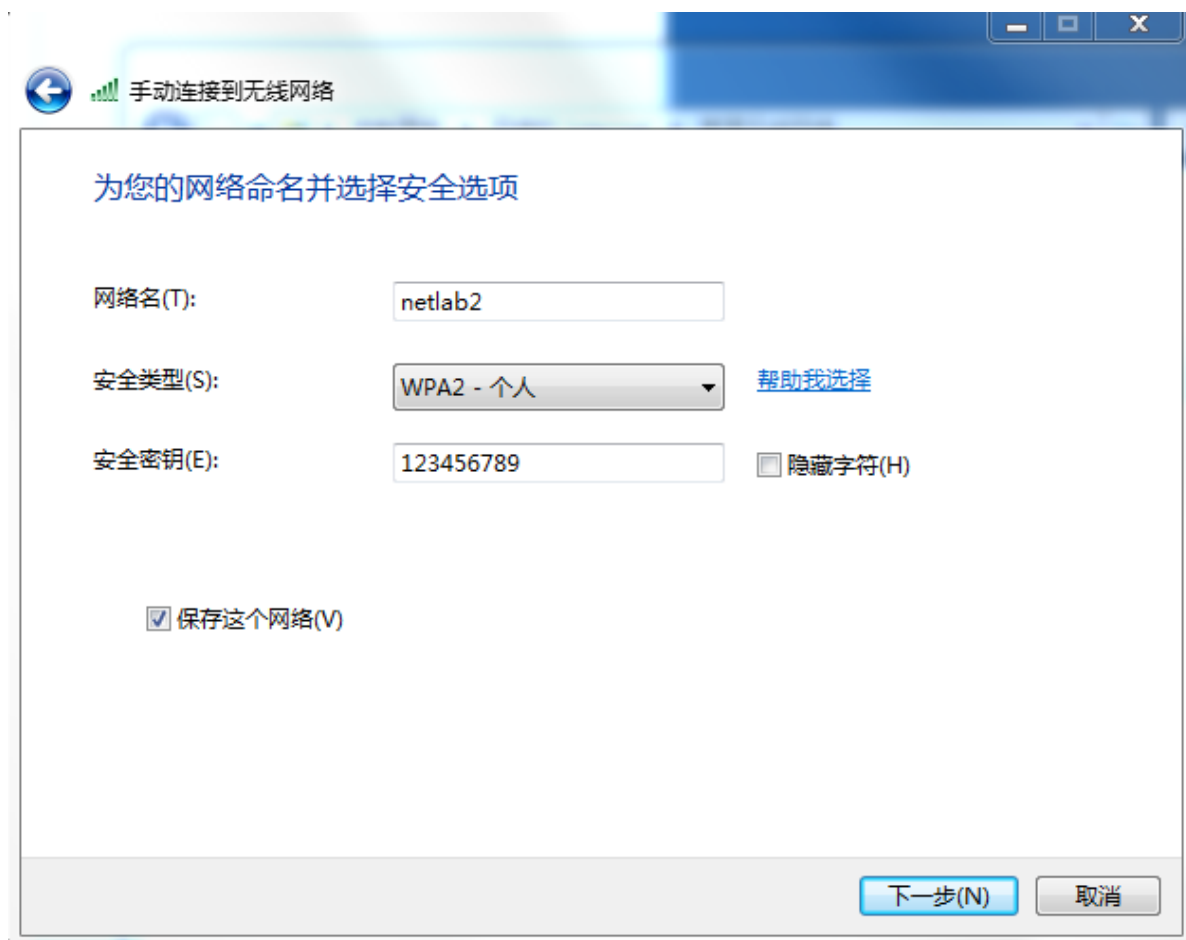 手动连接到无线网络
为您的网络命名并选择安全选项
网络名(T): netlab2
安全类型(S): WPA2 - 个人 帮助我选择
安全密钥(E): 123456789 隐藏字符(H)
保存这个网络(V)
下一步(N) 取消